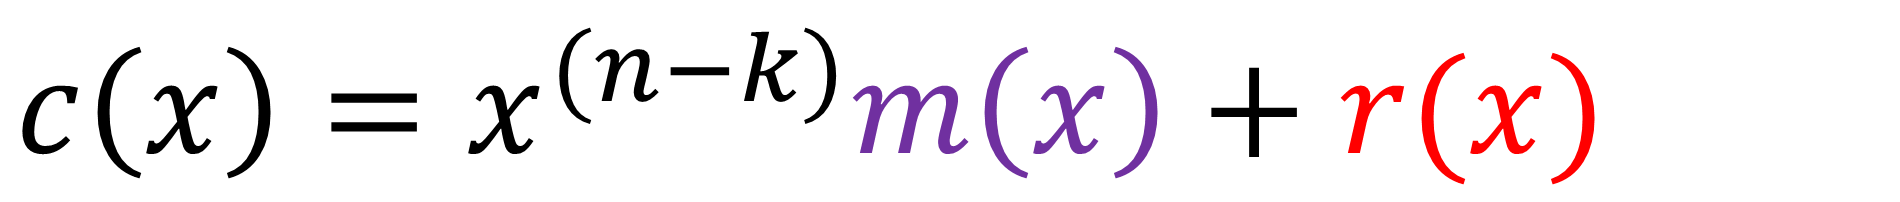 c(x) = x^(n−k) m(x) + r(x)